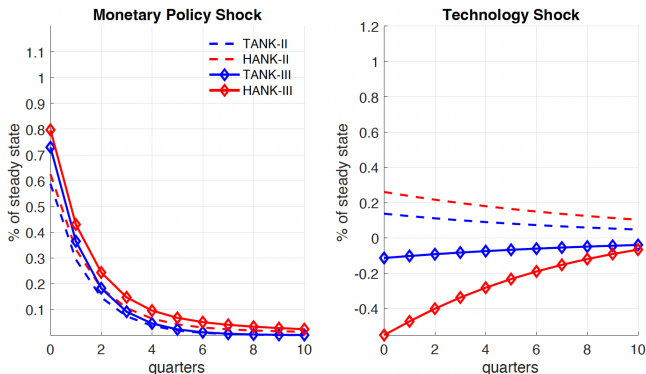 Monetary Policy Shock
1.1
1
0.9
0.8
0.7
0.6
0.5
0.4
0.3
0.2
0.1
% of steady state
TANK-II
HANK-II
TANK-III
HANK-III
0 2 4 6 8 10
quarters
Technology Shock
1.2
1
0.8
0.6
0.4
0.2
0
-0.2
-0.4
% of steady state
0 2 4 6 8 10
quarters